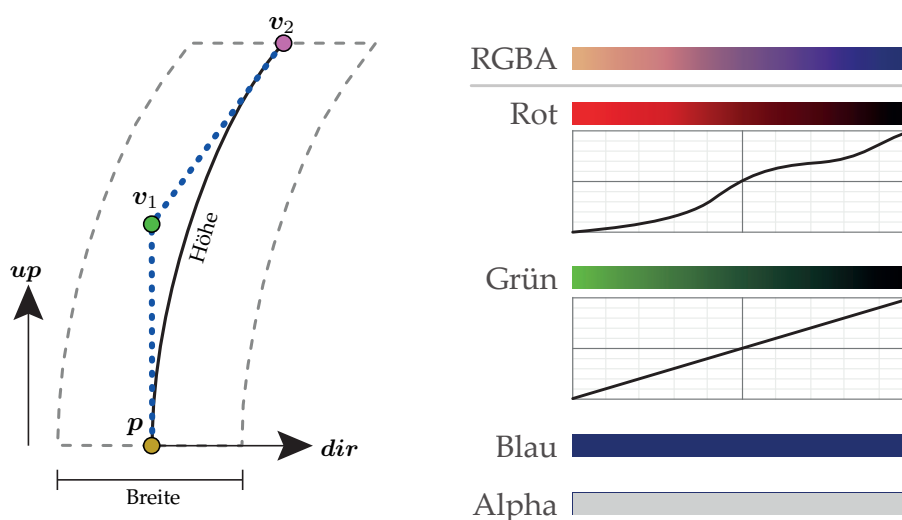 v₂
v₁
Höhe
up
p
dir
Breite
RGBA
Rot
Grün
Blau
Alpha